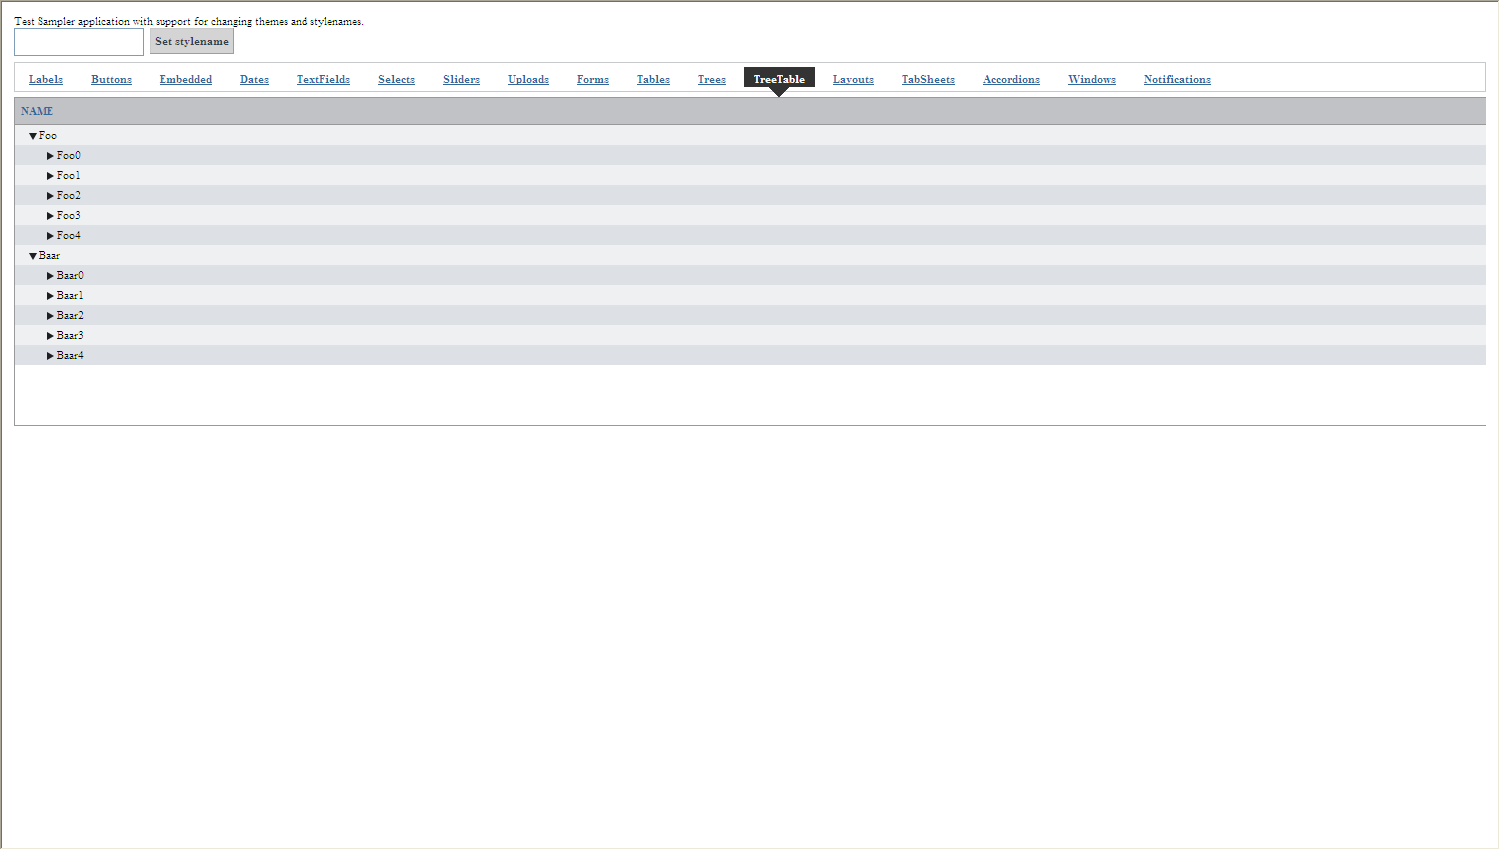 Test Sampler application with support for changing themes and stylenames.
Set stylename
Labels Buttons Embedded Dates TextFields Selects Sliders Uploads Forms Tables Trees TreeTable Layouts TabSheets Accordions Windows Notifications
NAME
Foo
Foo0
Foo1
Foo2
Foo3
Foo4
Baar
Baar0
Baar1
Baar2
Baar3
Baar4